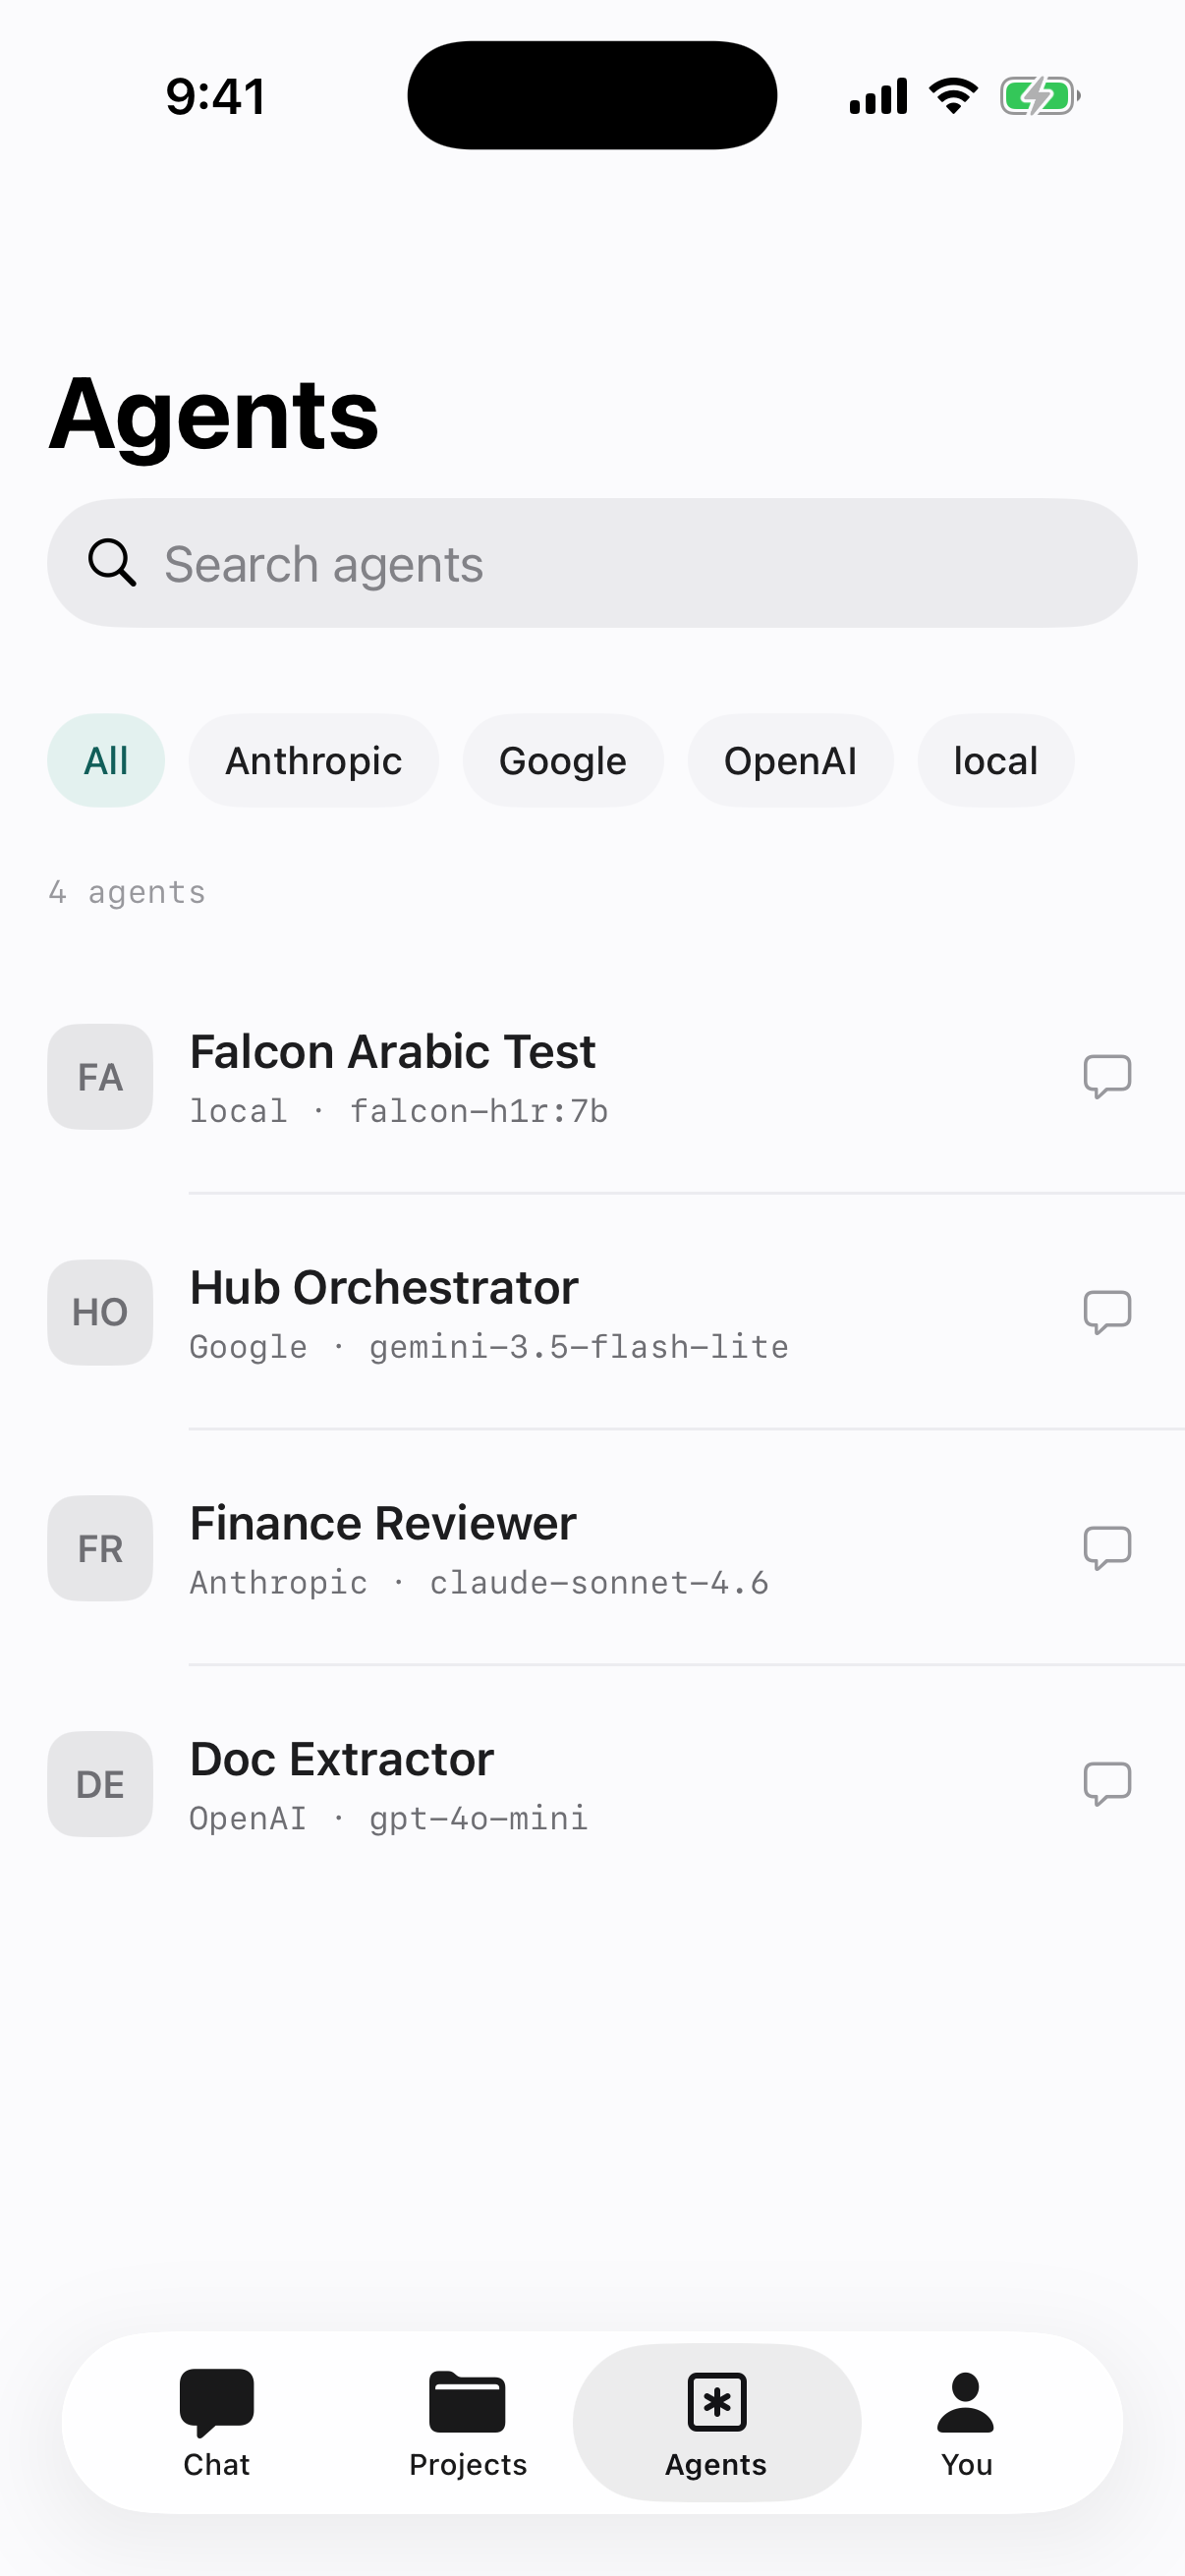 9:41
Agents
Search agents
All Anthropic Google OpenAI local
4 agents
FA Falcon Arabic Test
local · falcon-h1r:7b
HO Hub Orchestrator
Google · gemini-3.5-flash-lite
FR Finance Reviewer
Anthropic · claude-sonnet-4.6
DE Doc Extractor
OpenAI · gpt-4o-mini
Chat Projects Agents You